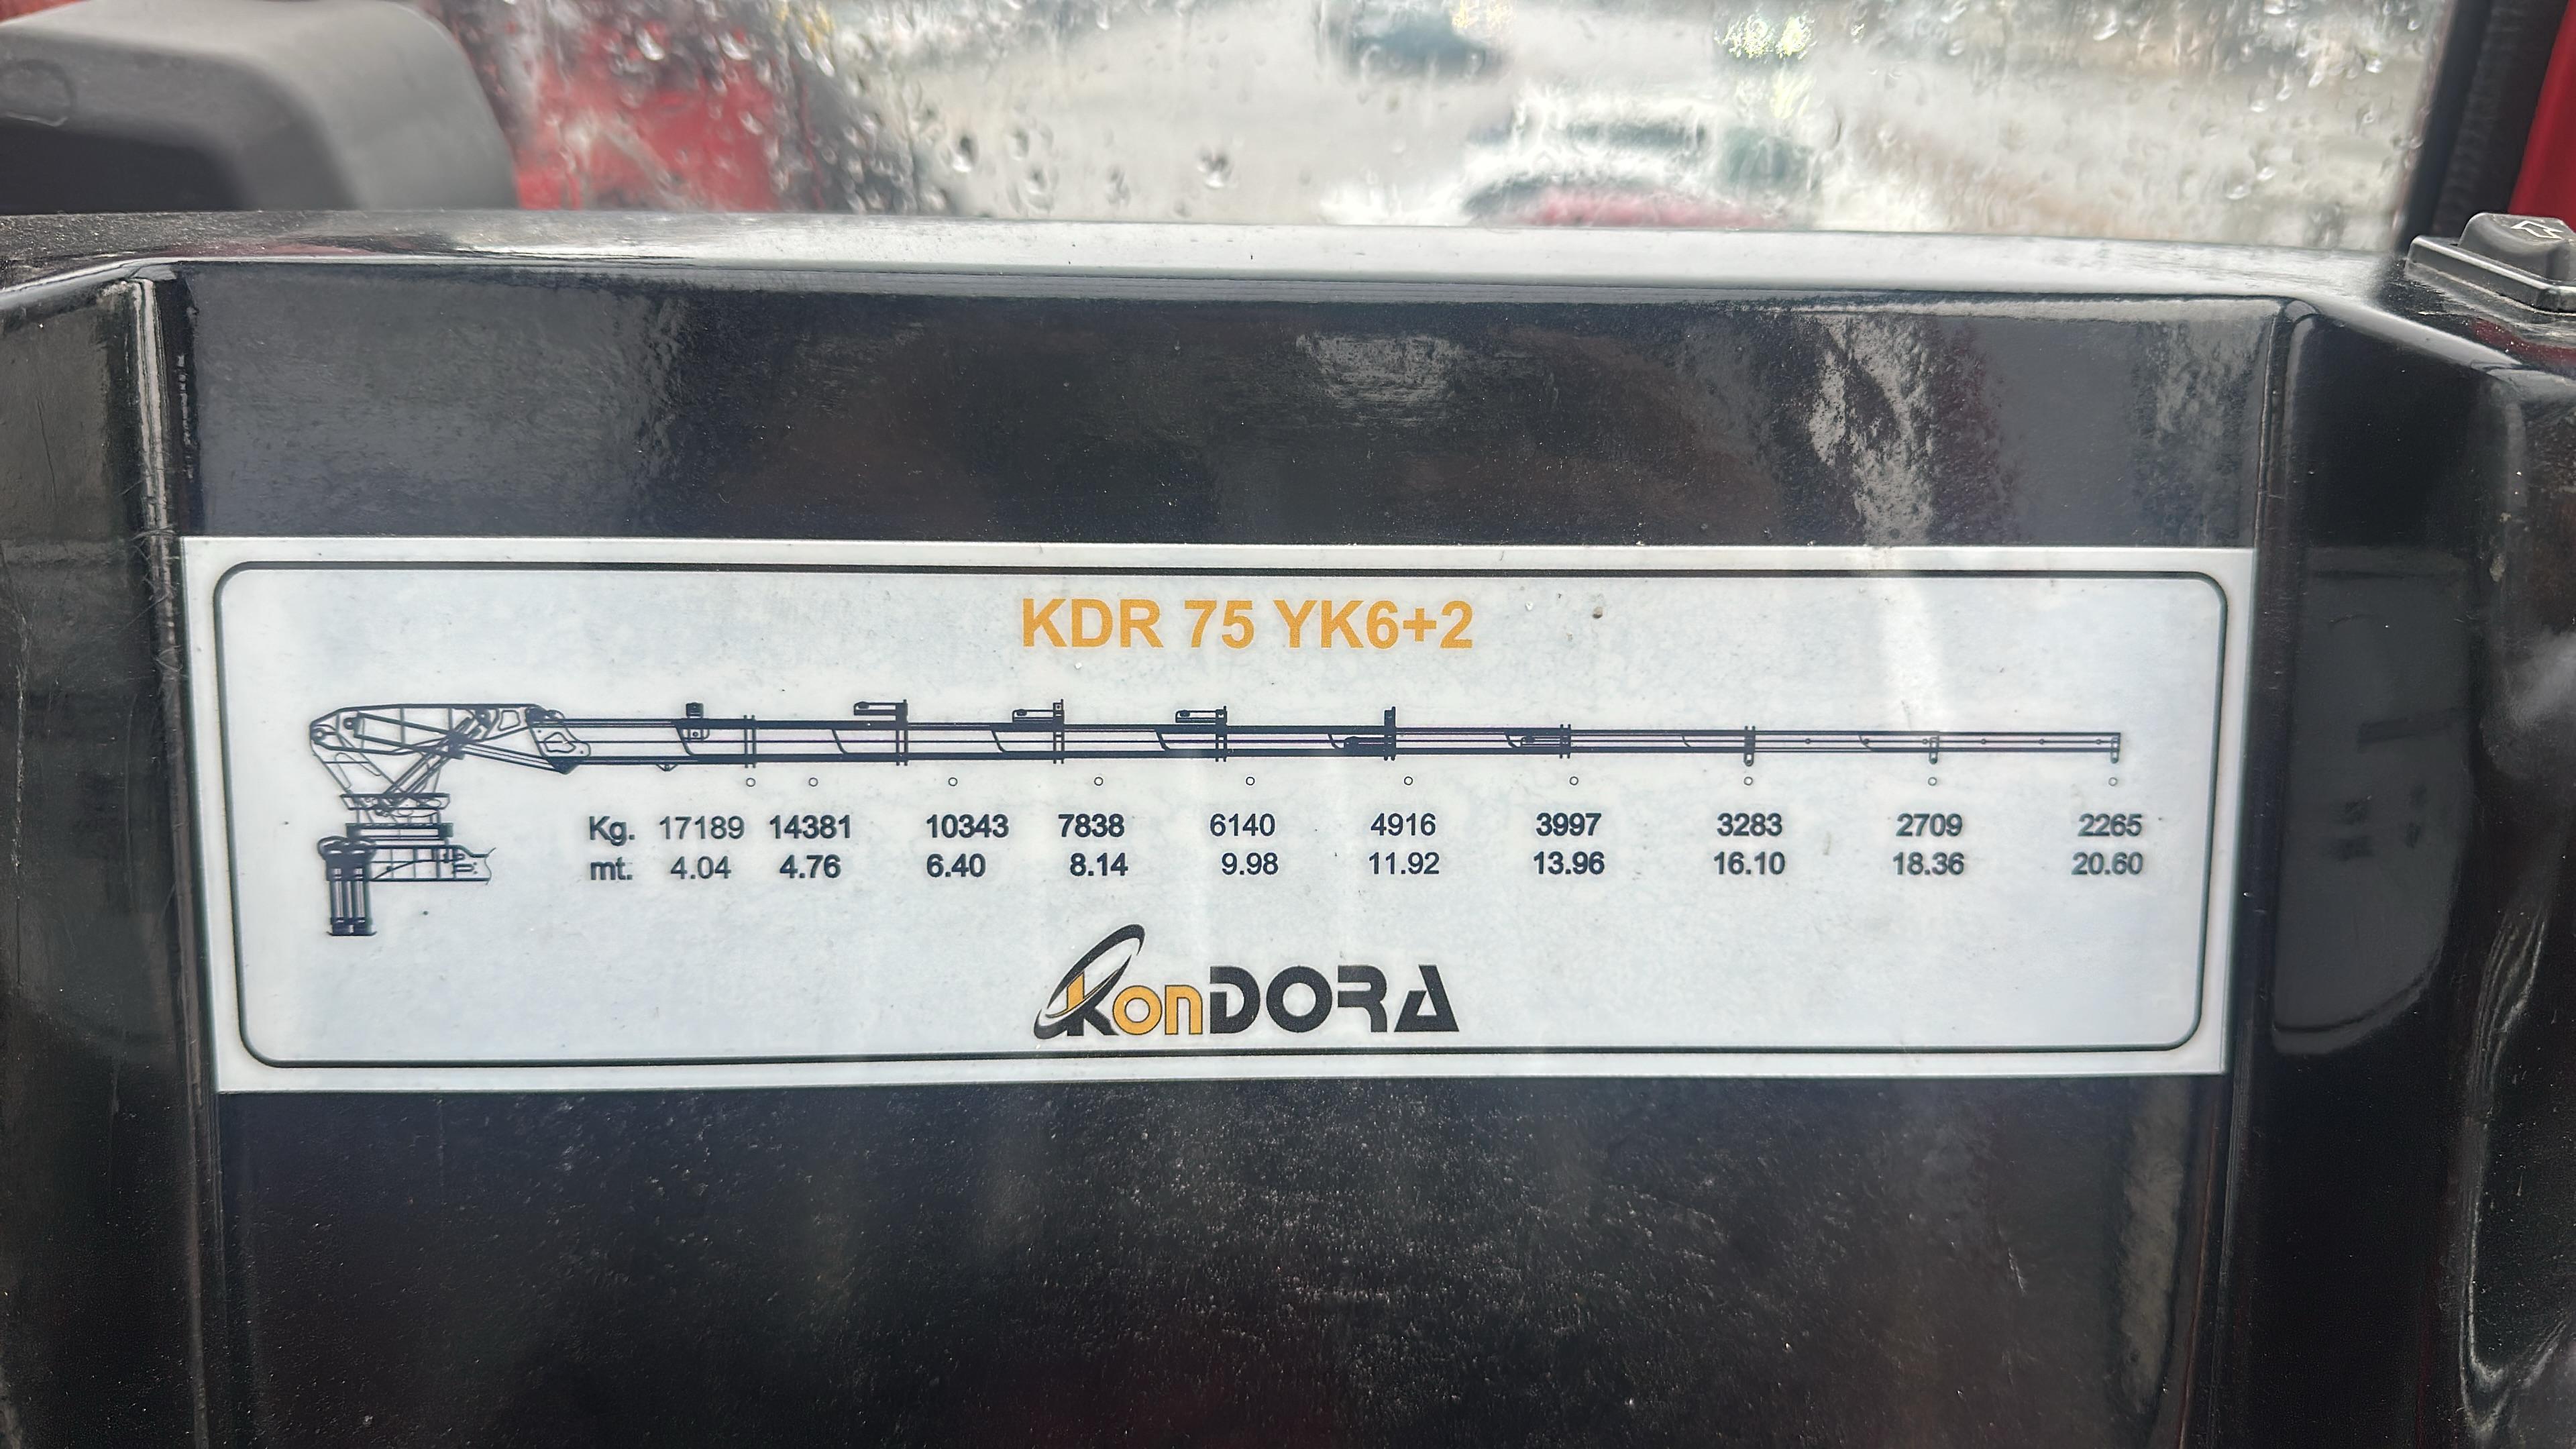 KDR 75 YK6+2
Kg. 17189 14381 10343 7838 6140 4916 3997 3283 2709 2265
mt. 4.04 4.76 6.40 8.14 9.98 11.92 13.96 16.10 18.36 20.60
KonDORA